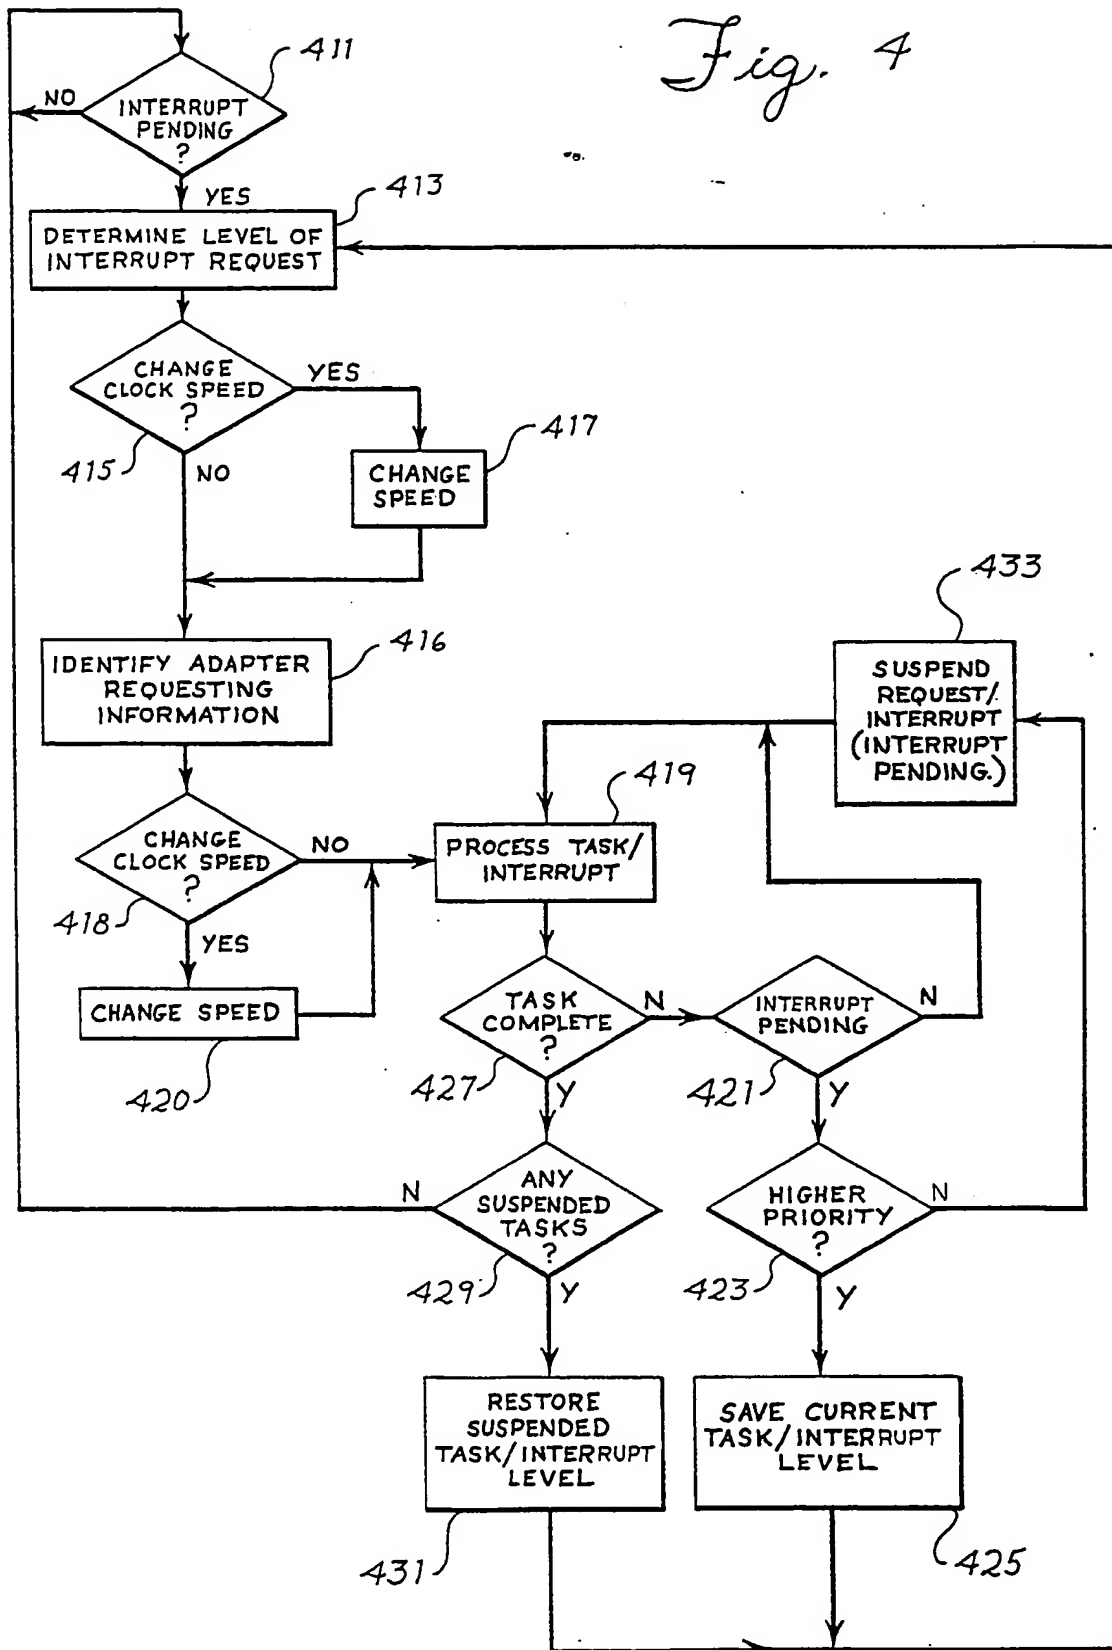 Fig. 4
411
INTERRUPT
PENDING
?
NO
YES
413
DETERMINE LEVEL OF
INTERRUPT REQUEST
CHANGE
CLOCK SPEED
?
YES
415
NO
417
CHANGE
SPEED
416
IDENTIFY ADAPTER
REQUESTING
INFORMATION
433
SUSPEND
REQUEST/
INTERRUPT
(INTERRUPT
PENDING.)
CHANGE
CLOCK SPEED
?
NO
418
YES
CHANGE SPEED
420
419
PROCESS TASK/
INTERRUPT
TASK
COMPLETE
?
N
427
Y
INTERRUPT
PENDING
N
421
Y
ANY
SUSPENDED
TASKS
?
N
429
Y
HIGHER
PRIORITY
?
N
423
Y
RESTORE
SUSPENDED
TASK/INTERRUPT
LEVEL
431
SAVE CURRENT
TASK/INTERRUPT
LEVEL
425